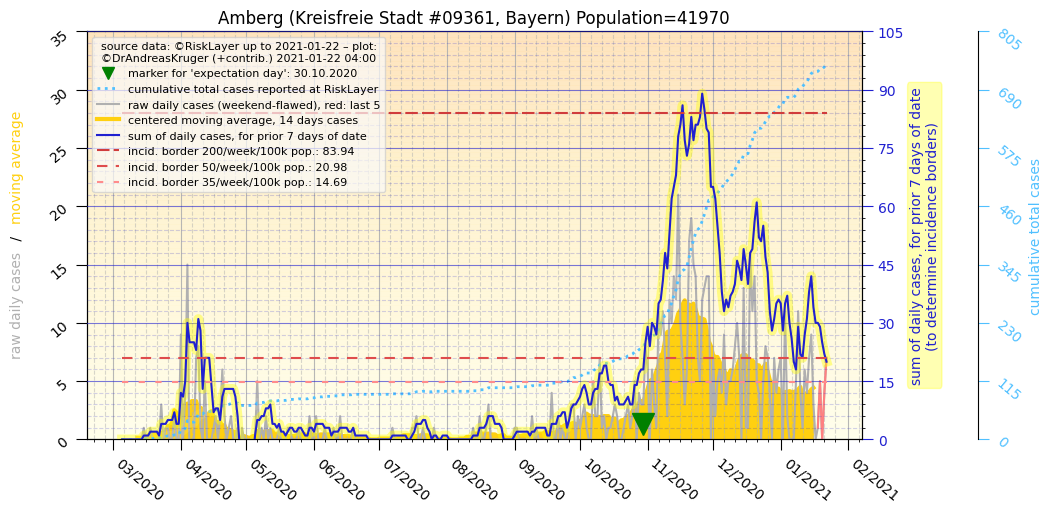 Amberg (Kreisfreie Stadt #09361, Bayern) Population=41970
source data: ©RiskLayer up to 2021-01-22 – plot:
©DrAndreasKruger (+contrib.) 2021-01-22 04:00
marker for 'expectation day': 30.10.2020
cumulative total cases reported at RiskLayer
raw daily cases (weekend-flawed), red: last 5
centered moving average, 14 days cases
sum of daily cases, for prior 7 days of date
incid. border 200/week/100k pop.: 83.94
incid. border 50/week/100k pop.: 20.98
incid. border 35/week/100k pop.: 14.69
raw daily cases / moving average
35
30
25
20
15
10
5
0
03/2020
04/2020
05/2020
06/2020
07/2020
08/2020
09/2020
10/2020
11/2020
12/2020
01/2021
02/2021
105
90
75
60
45
30
15
0
sum of daily cases, for prior 7 days of date
(to determine incidence borders)
805
690
575
460
345
230
115
0
cumulative total cases